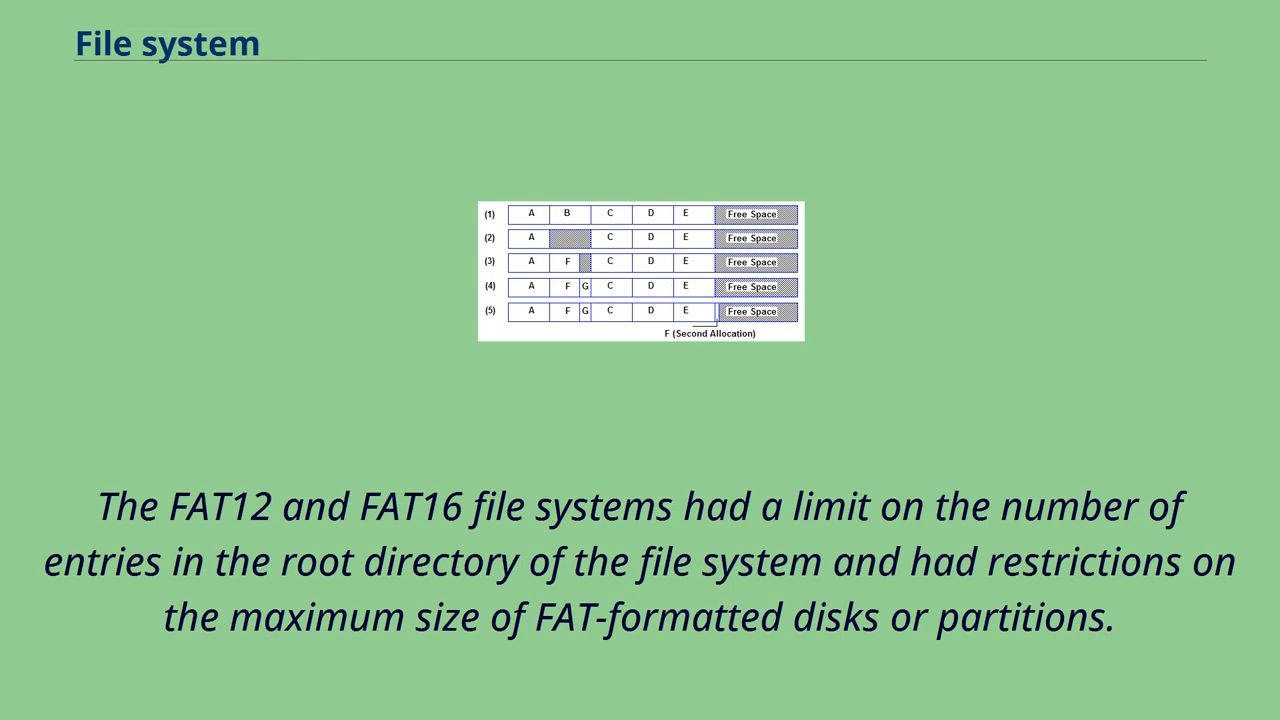 File system
(1) A B C D E Free Space
(2) A C D E Free Space
(3) A F C D E Free Space
(4) A F G C D E Free Space
(5) A F G C D E Free Space
F (Second Allocation)
The FAT12 and FAT16 file systems had a limit on the number of
entries in the root directory of the file system and had restrictions on
the maximum size of FAT-formatted disks or partitions.